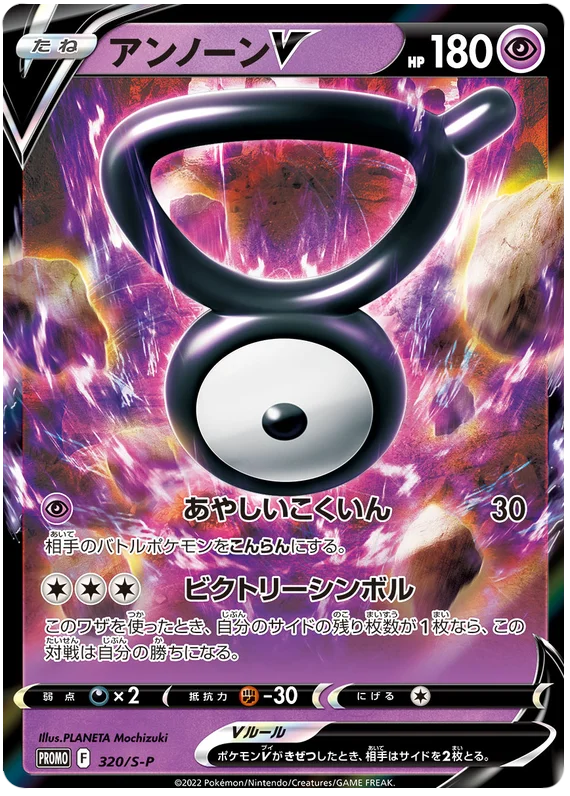 たね アンノーンV HP 180
あやしいこくいん 30
相手のバトルポケモンをこんらんにする。
ビクトリーシンボル
このワザを使ったとき、自分のサイドの残り枚数が1枚なら、この
対戦は自分の勝ちになる。
弱点 ×2 抵抗力 -30 にげる
Illus.PLANETA Mochizuki
Vルール
ポケモンVがきぜつしたとき、相手はサイドを2枚とる。
PROMO F 320/S-P
©2022 Pokémon/Nintendo/Creatures/GAME FREAK.